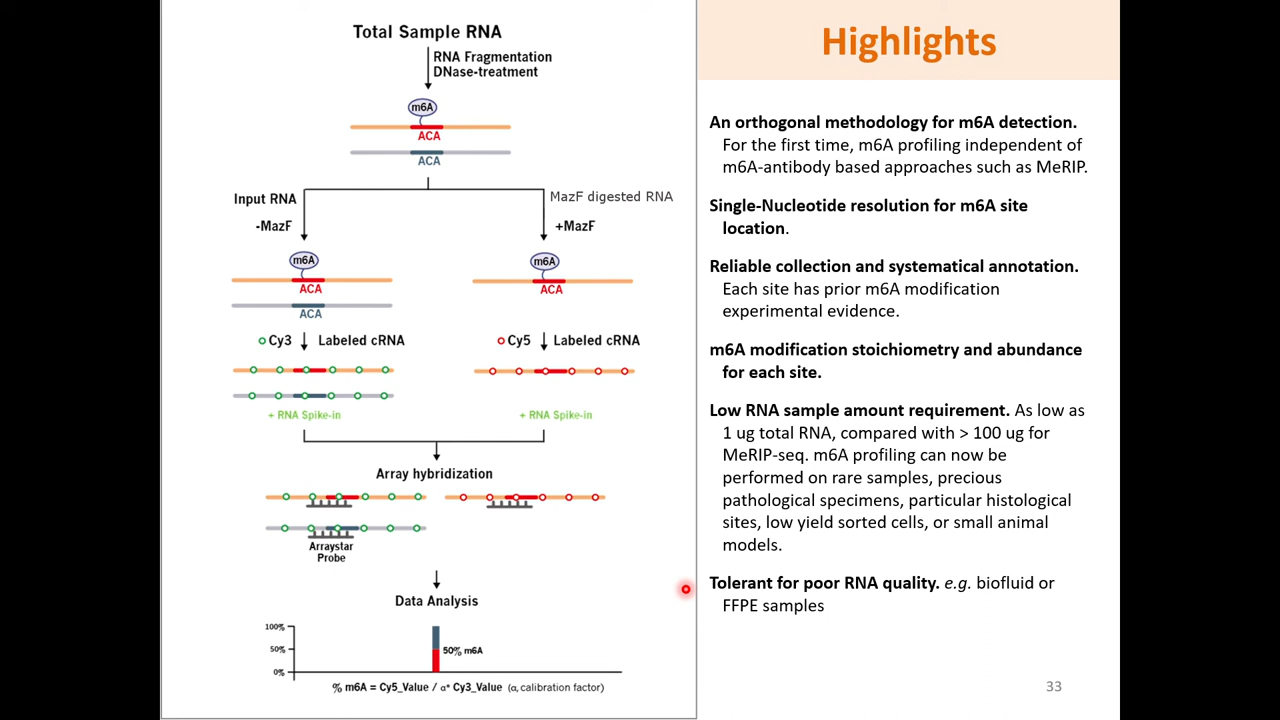 Total Sample RNA
RNA Fragmentation
DNase-treatment
m6A
ACA
ACA
Input RNA
MazF digested RNA
-MazF
+MazF
m6A
m6A
ACA
ACA
ACA
Cy3
Labeled cRNA
Cy5
Labeled cRNA
+ RNA Spike-in
+ RNA Spike-in
Array hybridization
Arraystar
Probe
Data Analysis
100%
50%
0%
50% m6A
% m6A = Cy5_Value / α* Cy3_Value (α, calibration factor)
Highlights
An orthogonal methodology for m6A detection.
For the first time, m6A profiling independent of
m6A-antibody based approaches such as MeRIP.
Single-Nucleotide resolution for m6A site
location.
Reliable collection and systematical annotation.
Each site has prior m6A modification
experimental evidence.
m6A modification stoichiometry and abundance
for each site.
Low RNA sample amount requirement. As low as
1 ug total RNA, compared with > 100 ug for
MeRIP-seq. m6A profiling can now be
performed on rare samples, precious
pathological specimens, particular histological
sites, low yield sorted cells, or small animal
models.
Tolerant for poor RNA quality. e.g. biofluid or
FFPE samples
33